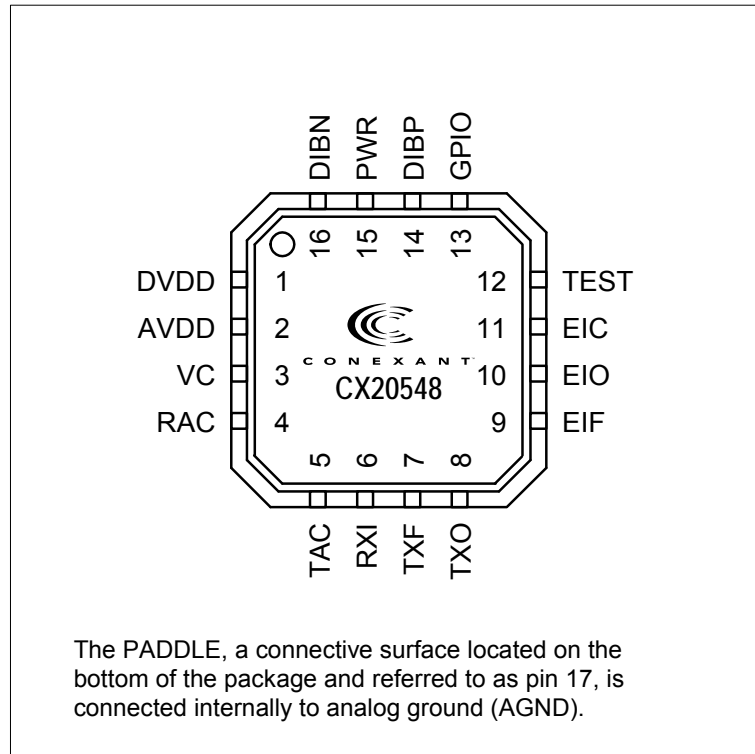 DIBN PWR DIBP GPIO
16 15 14 13
DVDD 1 12 TEST
AVDD 2 11 EIC
CONEXANT
VC 3 10 EIO
CX20548
RAC 4 9 EIF
5 6 7 8
TAC RXI TXF TXO
The PADDLE, a connective surface located on the
bottom of the package and referred to as pin 17, is
connected internally to analog ground (AGND).